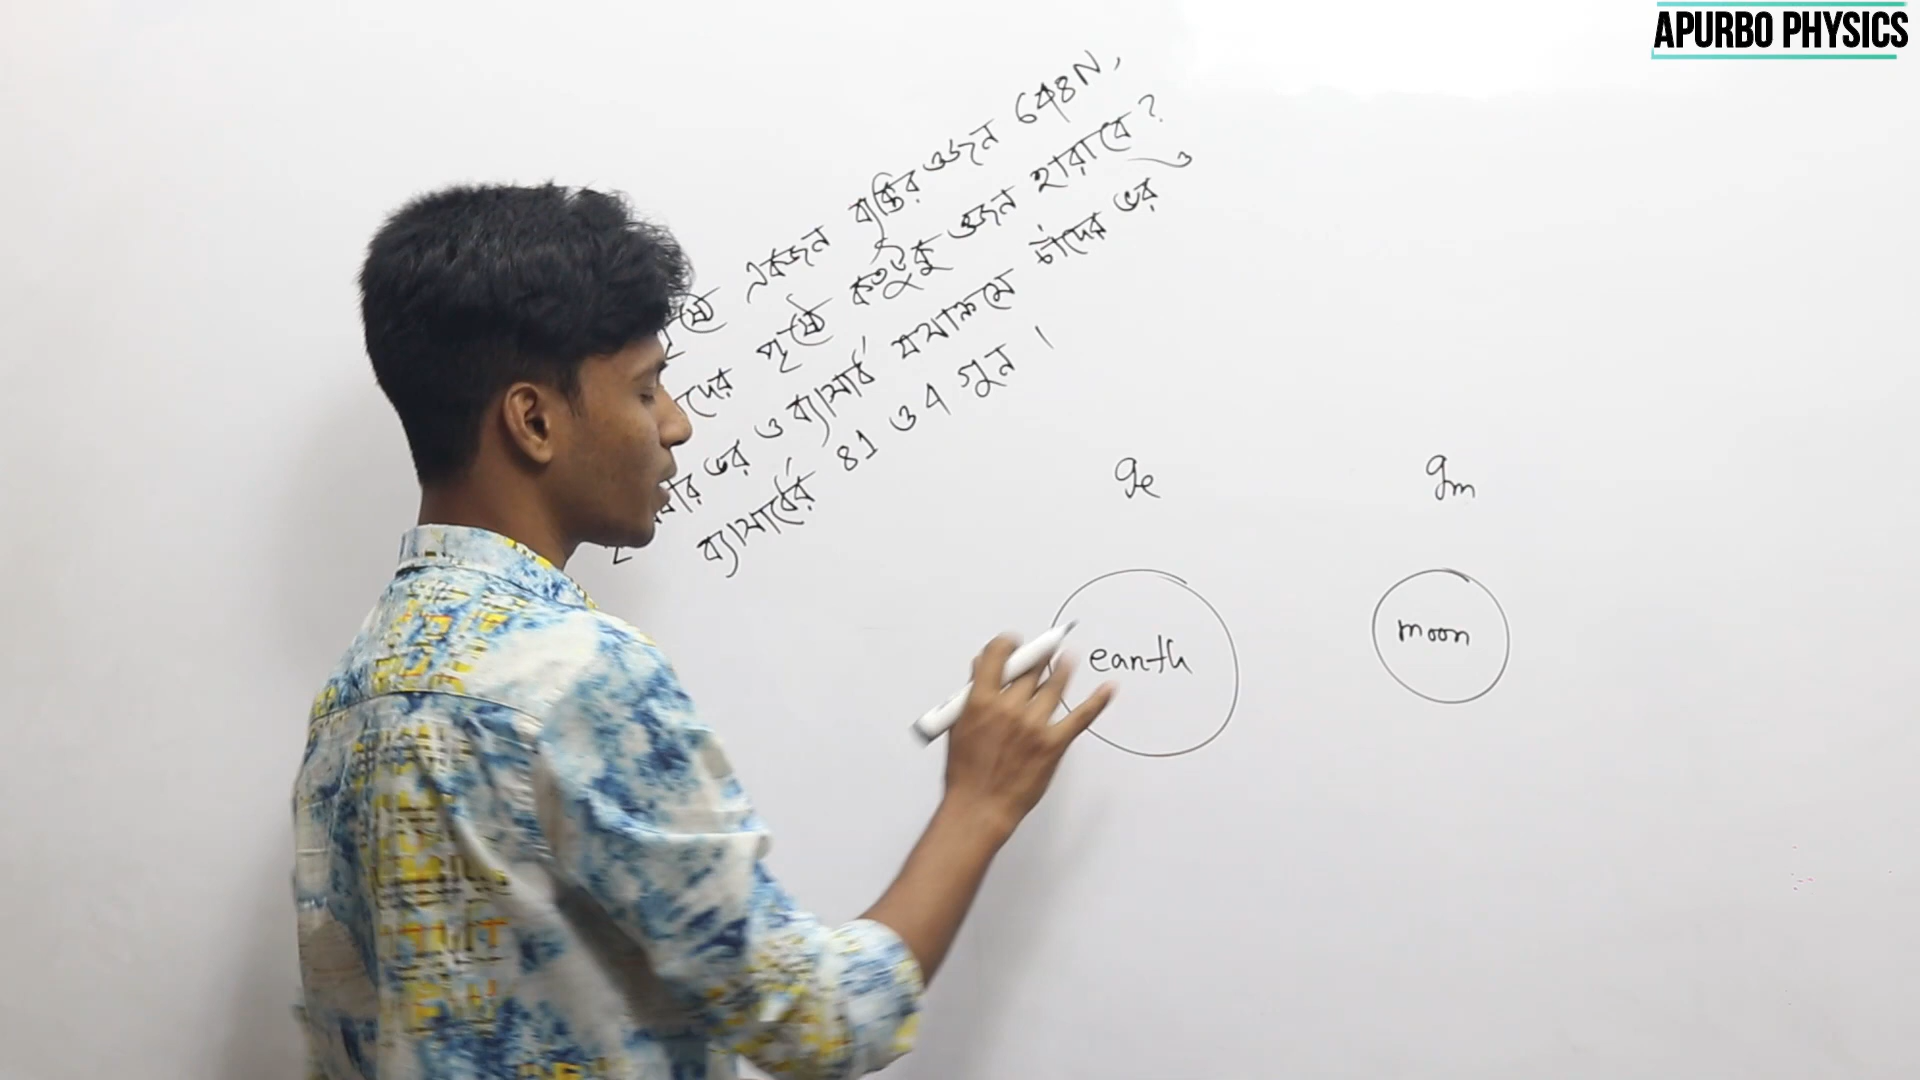 APURBO PHYSICS
পৃষ্ঠে একজন ব্যক্তির ওজন 648N,
পৃষ্ঠে কতটুকু ওজন হারাবে?
ভর ও ব্যাসার্ধ যথাক্রমে চাঁদের ভর ও
ব্যাসার্ধের 81 ও 4 গুন।
ge
gm
earth
moon